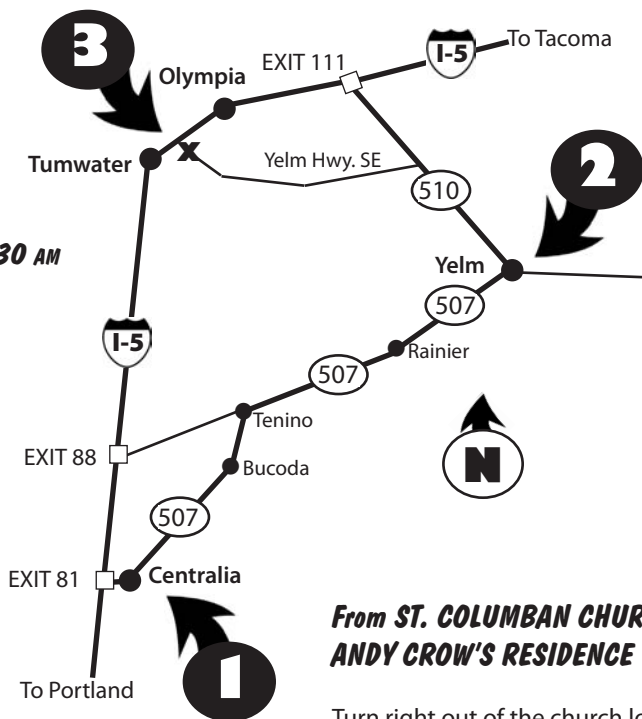 3
EXIT 111
I-5
To Tacoma
Olympia
Tumwater
x
Yelm Hwy. SE
510
2
30 AM
Yelm
507
I-5
Rainier
507
Tenino
EXIT 88
Bucoda
N
507
EXIT 81
Centralia
From ST. COLUMBAN CHUR
ANDY CROW'S RESIDENCE
1
To Portland
Turn right out of the church